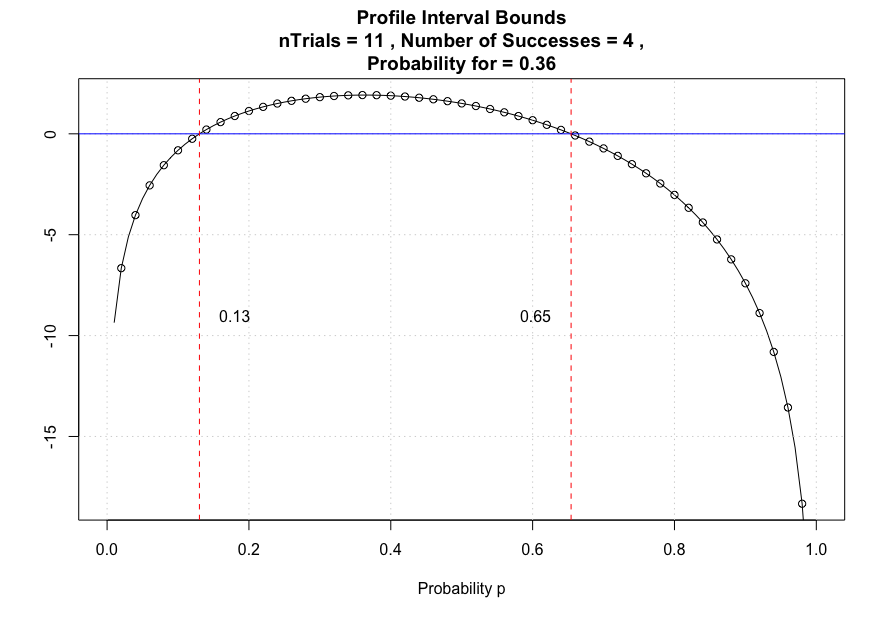 Profile Interval Bounds
nTrials = 11 , Number of Successes = 4 ,
Probability for = 0.36
0
-5
-10
-15
0.13
0.65
0.0 0.2 0.4 0.6 0.8 1.0
Probability p